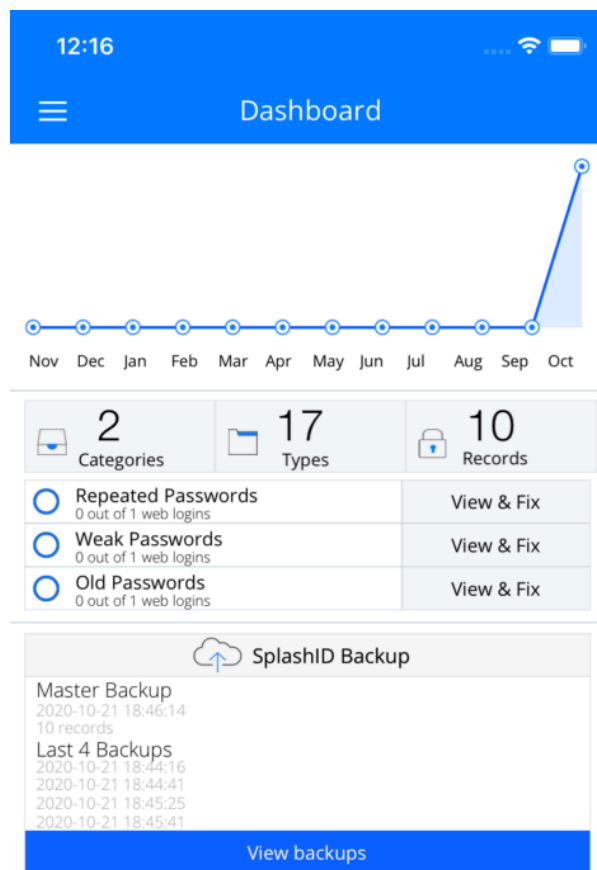 12:16
Dashboard
Nov Dec Jan Feb Mar Apr May Jun Jul Aug Sep Oct
2 17 10
Categories Types Records
Repeated Passwords View & Fix
0 out of 1 web logins
Weak Passwords View & Fix
0 out of 1 web logins
Old Passwords View & Fix
0 out of 1 web logins
SplashID Backup
Master Backup
2020-10-21 18:46:14
10 records
Last 4 Backups
2020-10-21 18:44:16
2020-10-21 18:44:41
2020-10-21 18:45:25
2020-10-21 18:45:41
View backups